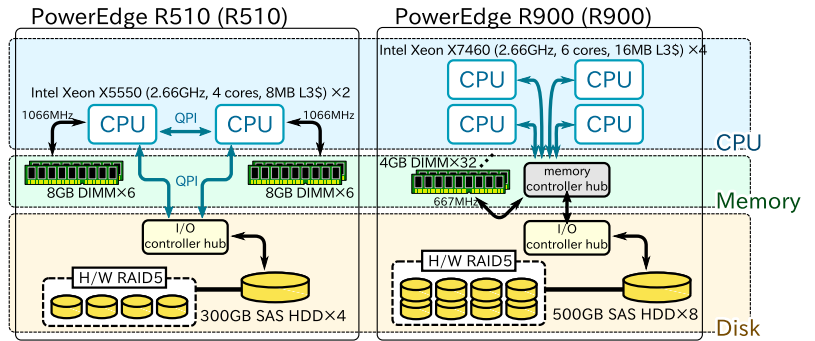 PowerEdge R510 (R510)
PowerEdge R900 (R900)
Intel Xeon X5550 (2.66GHz, 4 cores, 8MB L3$) ×2
1066MHz
CPU
QPI
CPU
1066MHz
QPI
8GB DIMM×6
8GB DIMM×6
I/O
controller hub
H/W RAID5
300GB SAS HDD×4
Intel Xeon X7460 (2.66GHz, 6 cores, 16MB L3$) ×4
CPU
CPU
CPU
CPU
4GB DIMM×32
667MHz
memory
controller hub
I/O
controller hub
H/W RAID5
500GB SAS HDD×8
CPU
Memory
Disk